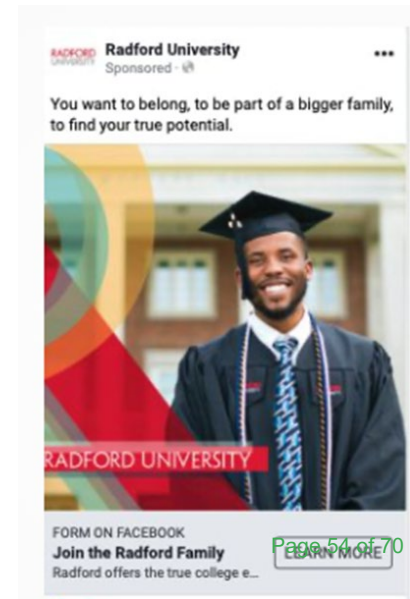 RADFORD
UNIVERSITY
Radford University
Sponsored ·
You want to belong, to be part of a bigger family,
to find your true potential.
RADFORD UNIVERSITY
FORM ON FACEBOOK
Join the Radford Family
Radford offers the true college e...
LEARN MORE
Page 54 of 70